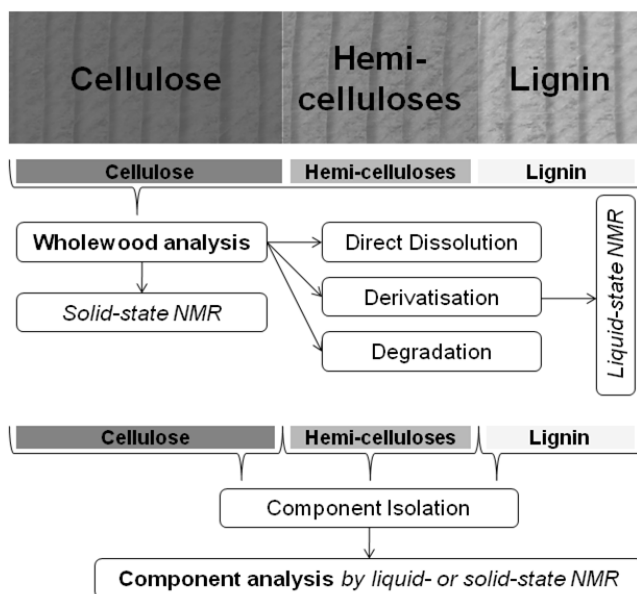 Cellulose
Hemi-
celluloses
Lignin
Cellulose
Hemi-celluloses
Lignin
Wholewood analysis
Direct Dissolution
Solid-state NMR
Derivatisation
Degradation
Liquid-state NMR
Cellulose
Hemi-celluloses
Lignin
Component Isolation
Component analysis by liquid- or solid-state NMR